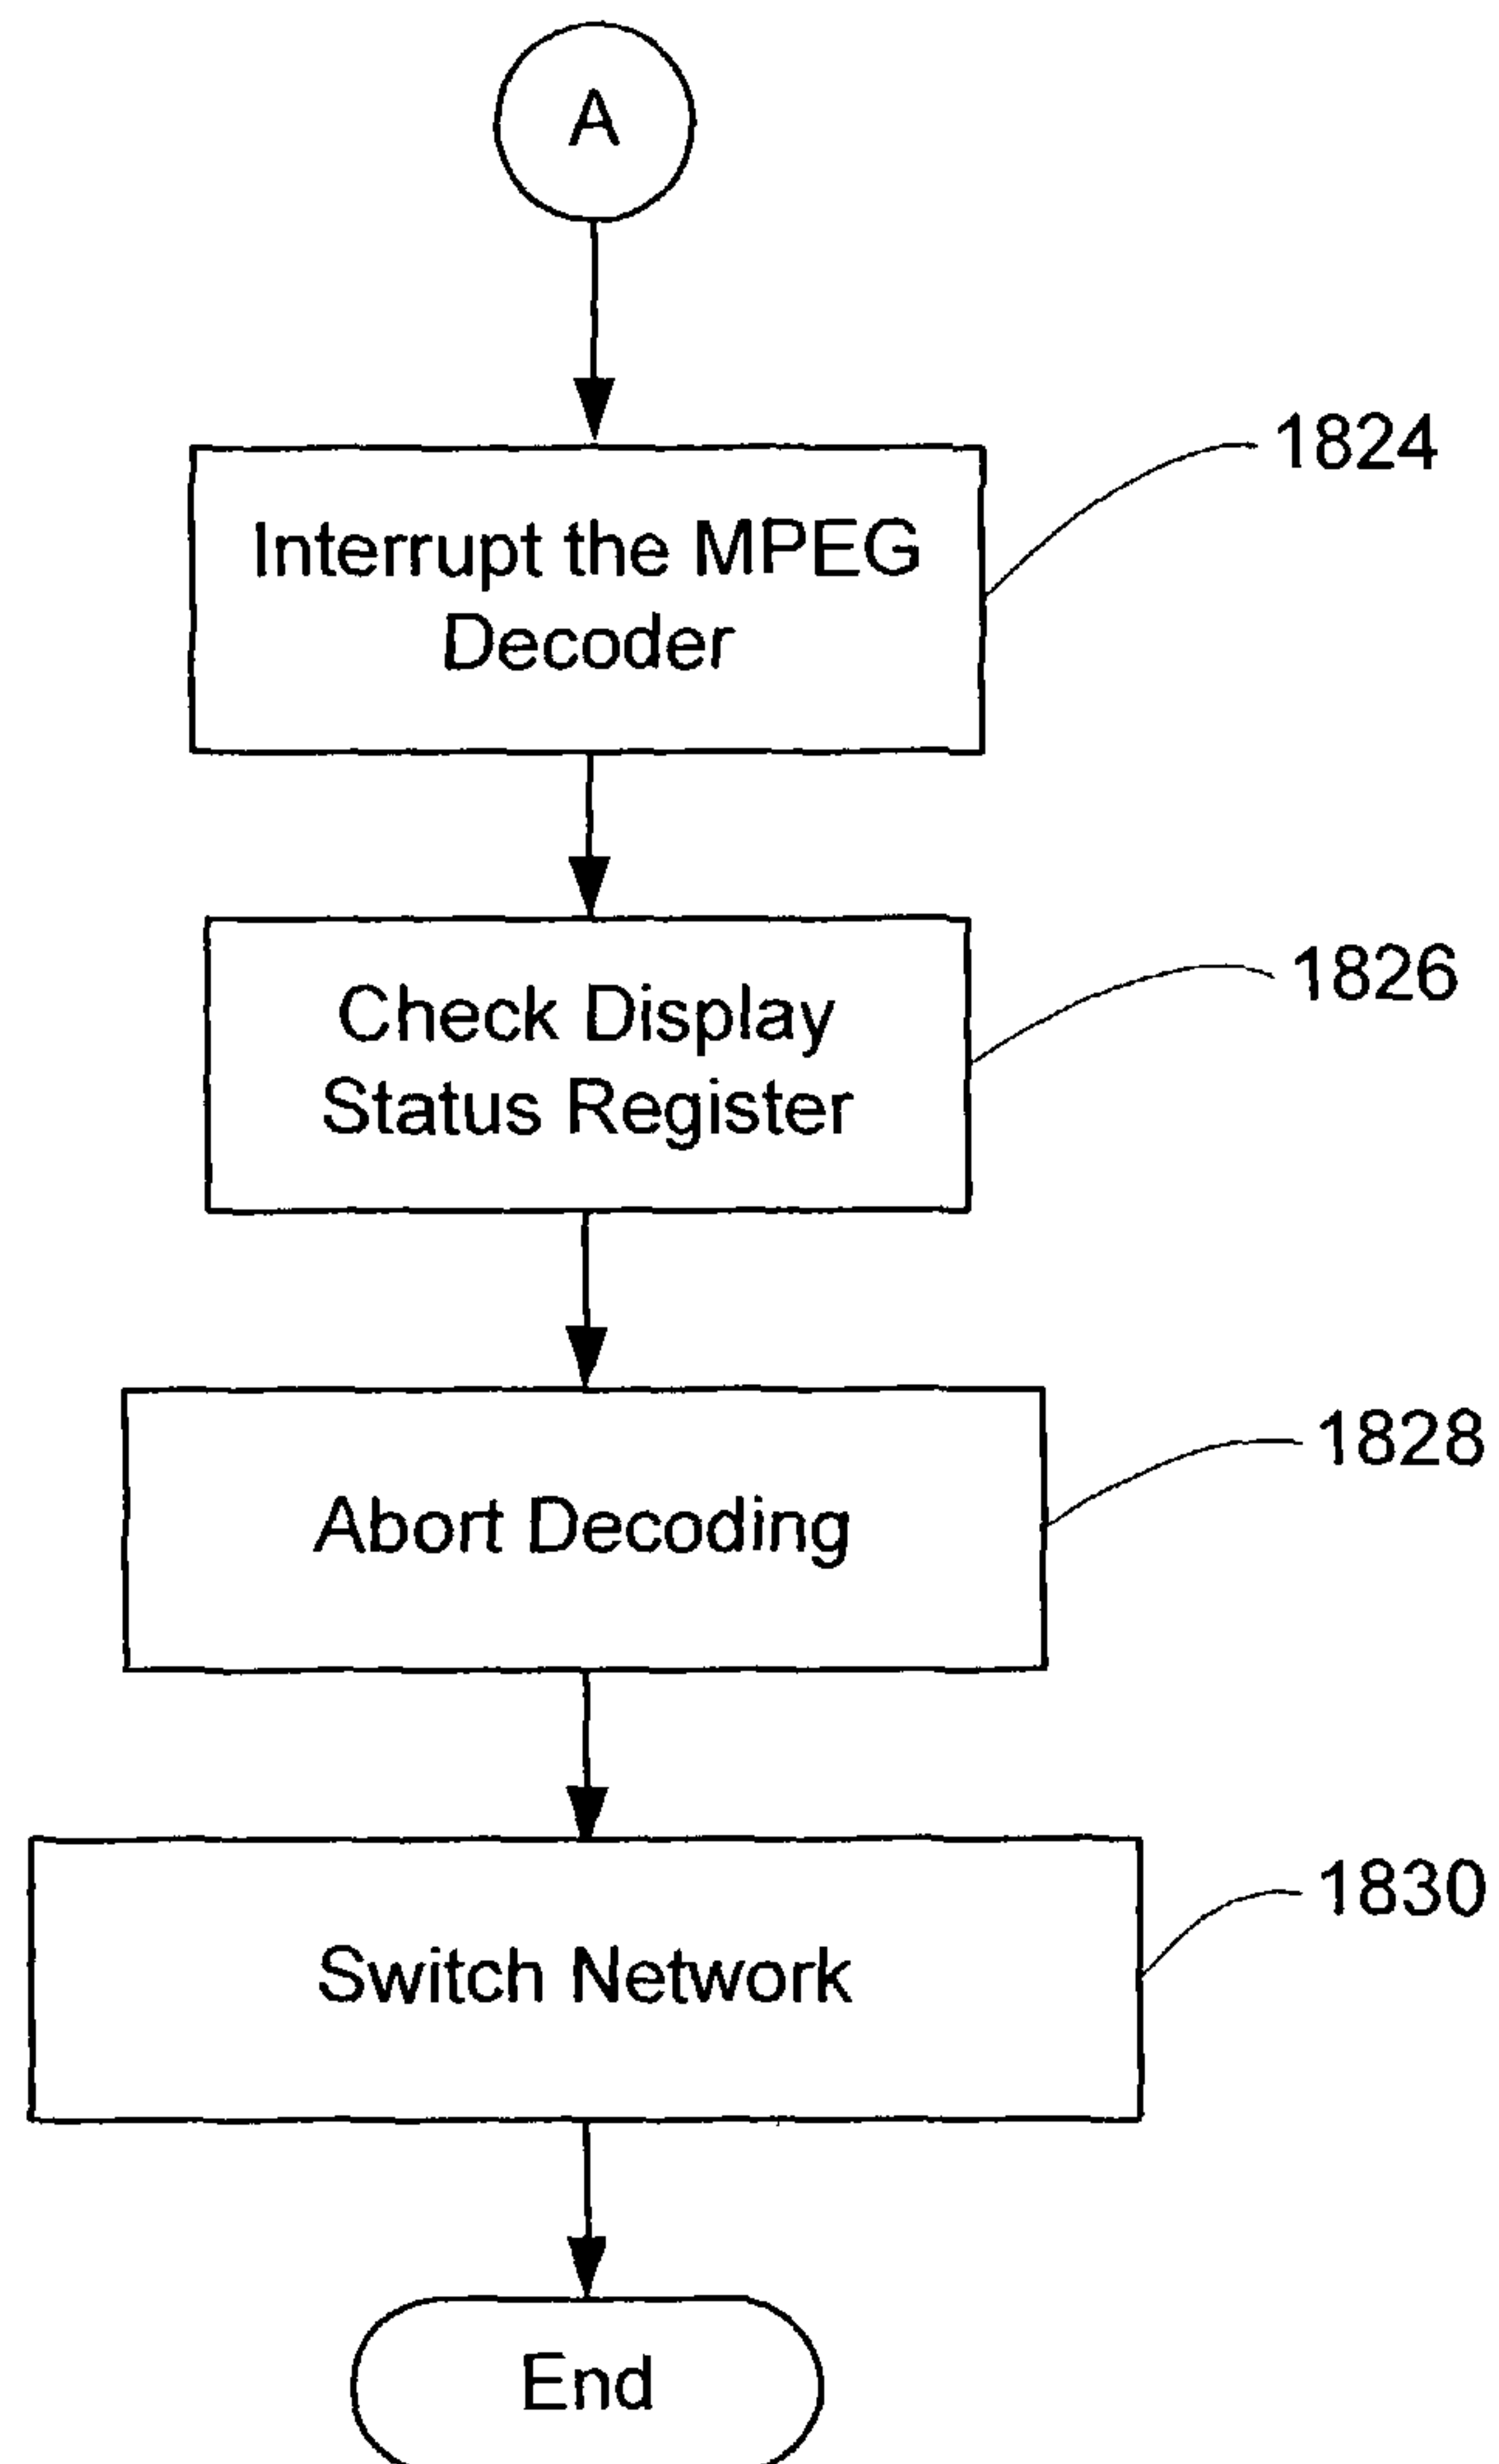 A
1824
Interrupt the MPEG
Decoder
1826
Check Display
Status Register
1828
Abort Decoding
1830
Switch Network
End